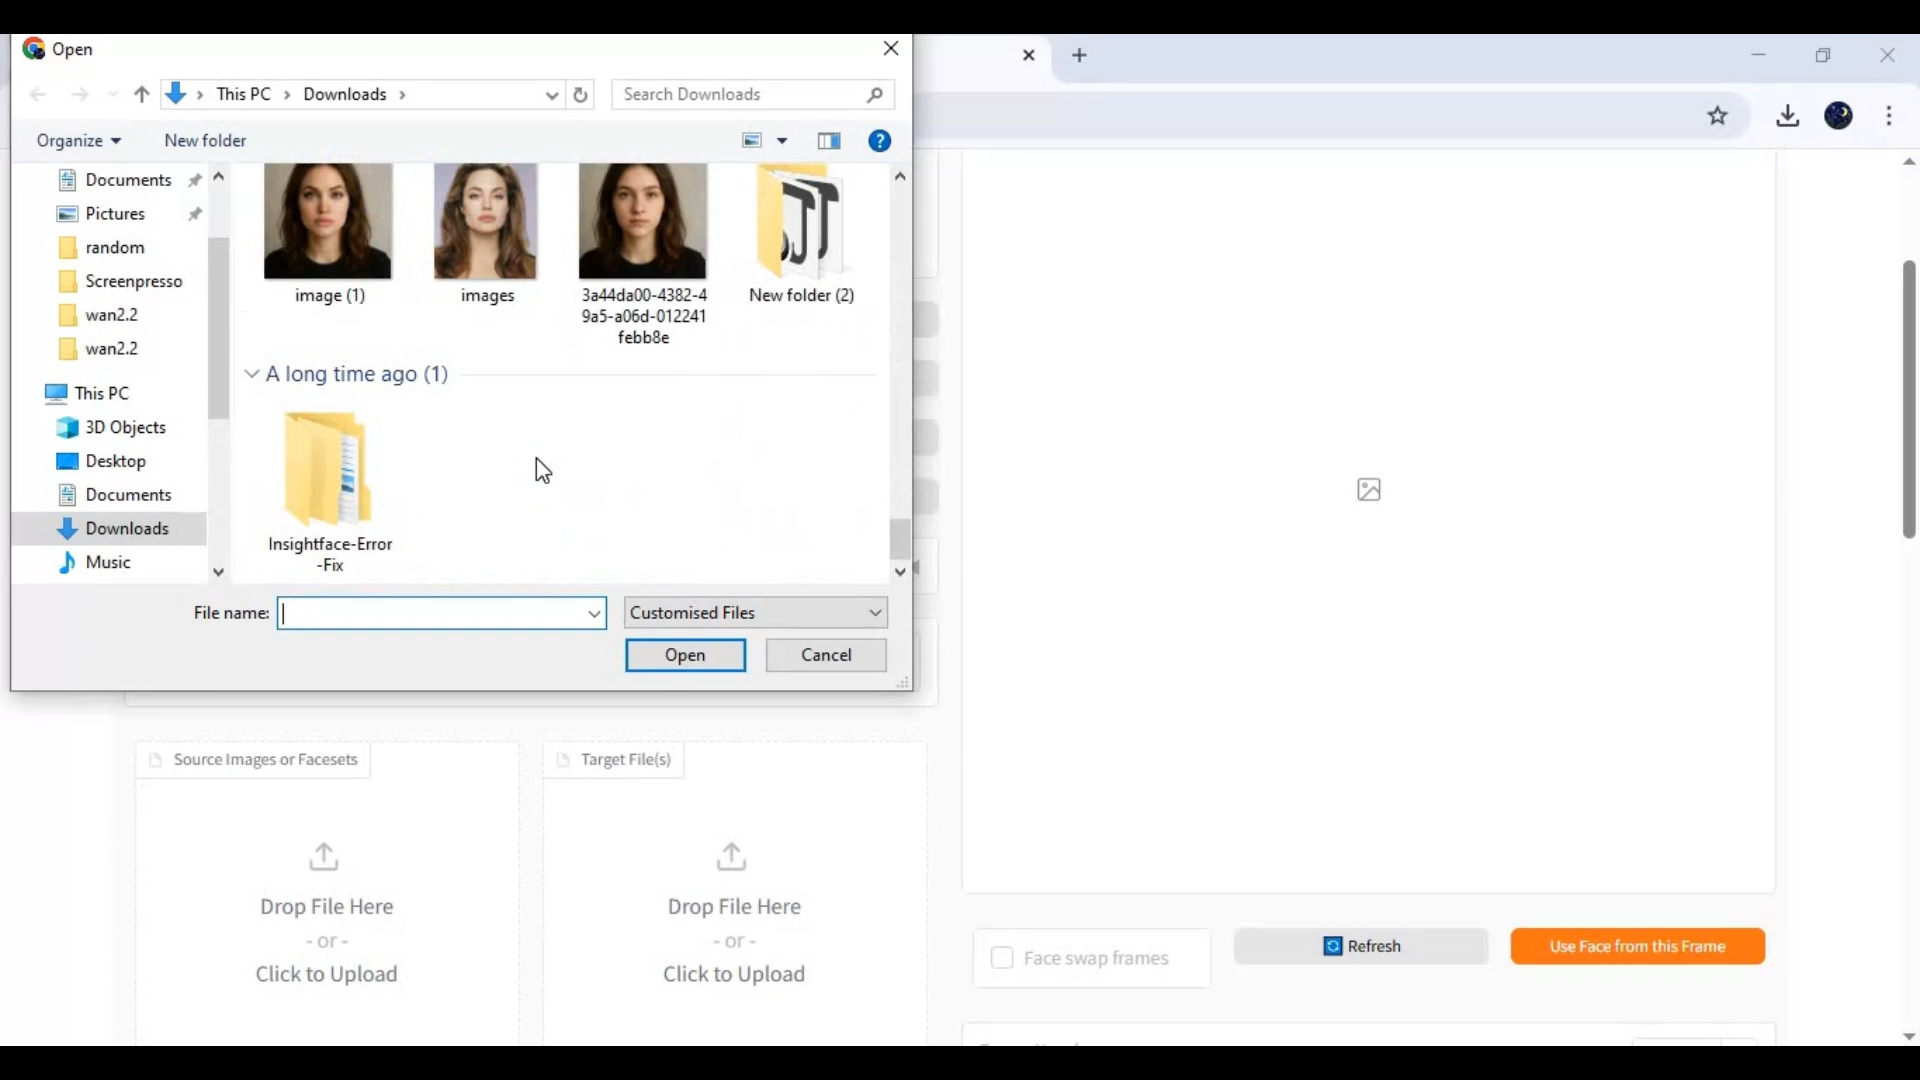 Open
This PC > Downloads >
Search Downloads
Organize
New folder
Documents
Pictures
random
Screenpresso
wan2.2
wan2.2
This PC
3D Objects
Desktop
Documents
Downloads
Music
image (1)
images
3a44da00-4382-4
9a5-a06d-012241
febb8e
New folder (2)
A long time ago (1)
Insightface-Error
-Fix
File name:
Customised Files
Open
Cancel
Source Images or Facesets
Target File(s)
Drop File Here
- or -
Click to Upload
Drop File Here
- or -
Click to Upload
Face swap frames
Refresh
Use Face from this Frame